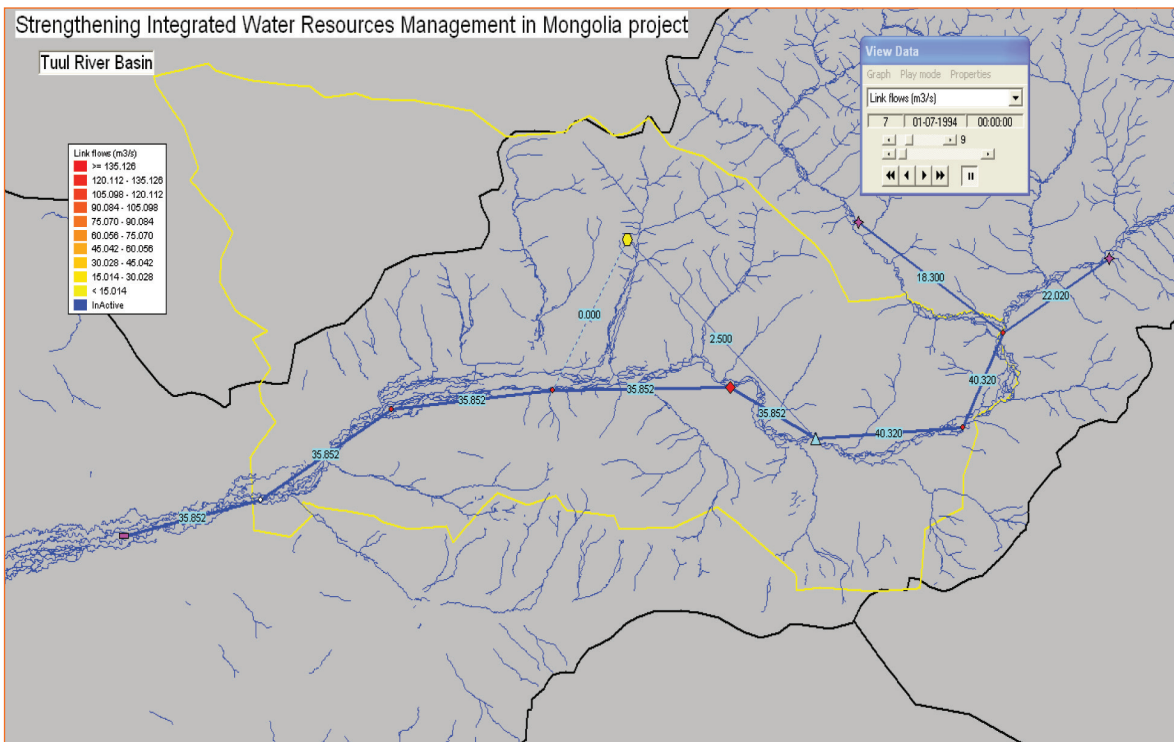 Strengthening Integrated Water Resources Management in Mongolia project
Tuul River Basin
View Data
Graph Play mode Properties
Link flows (m3/s)
7 01-07-1994 00:00:00
9
Link flows (m3/s)
>= 135.126
120.112 - 135.126
105.098 - 120.112
90.084 - 105.098
75.070 - 90.084
60.056 - 75.070
45.042 - 60.056
30.028 - 45.042
15.014 - 30.028
< 15.014
InActive
18.300
22.020
0.000
2.500
40.320
35.852
35.852
35.852
40.320
35.852
35.852